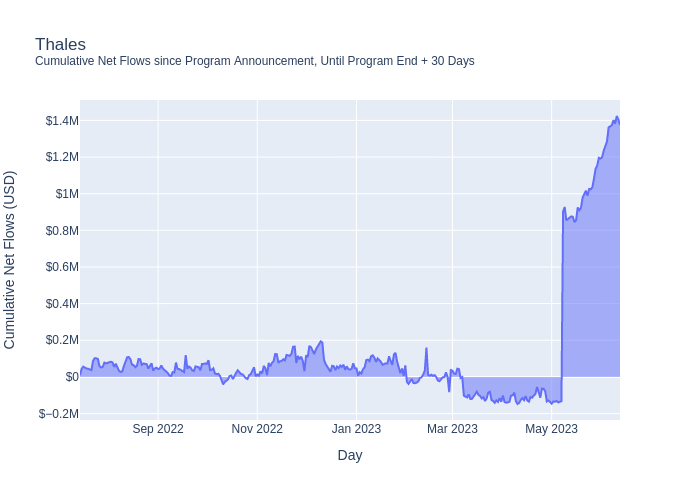 Thales
Cumulative Net Flows since Program Announcement, Until Program End + 30 Days
Cumulative Net Flows (USD)
$1.4M
$1.2M
$1M
$0.8M
$0.6M
$0.4M
$0.2M
$0
$−0.2M
Sep 2022
Nov 2022
Jan 2023
Mar 2023
May 2023
Day